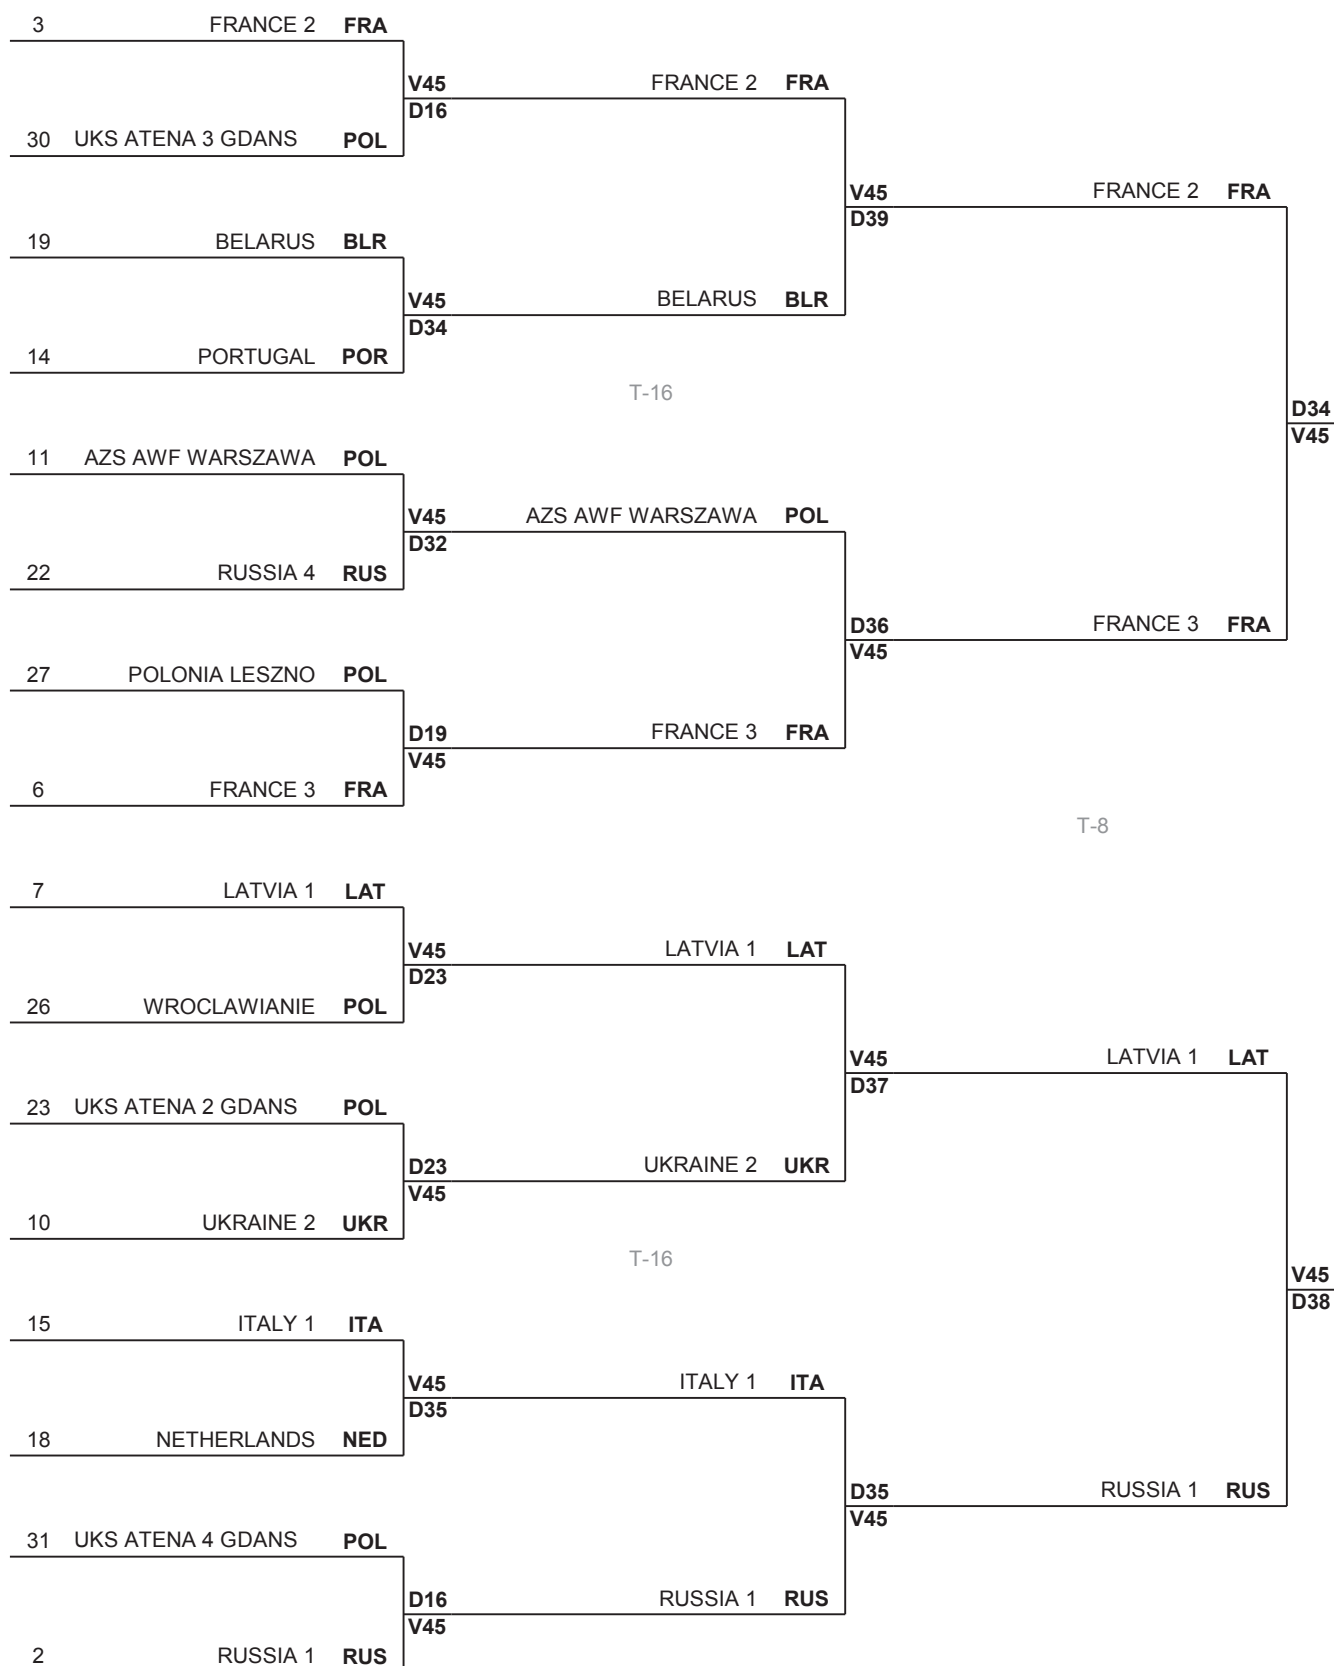 3 FRANCE 2 FRA
V45 FRANCE 2 FRA
D16
30 UKS ATENA 3 GDANS POL
V45 FRANCE 2 FRA
D39
19 BELARUS BLR
V45 BELARUS BLR
D34
14 PORTUGAL POR
T-16
D34
V45
11 AZS AWF WARSZAWA POL
V45 AZS AWF WARSZAWA POL
D32
22 RUSSIA 4 RUS
D36 FRANCE 3 FRA
V45
27 POLONIA LESZNO POL
D19 FRANCE 3 FRA
V45
6 FRANCE 3 FRA
T-8
7 LATVIA 1 LAT
V45 LATVIA 1 LAT
D23
26 WROCLAWIANIE POL
V45 LATVIA 1 LAT
D37
23 UKS ATENA 2 GDANS POL
D23 UKRAINE 2 UKR
V45
10 UKRAINE 2 UKR
T-16
V45
D38
15 ITALY 1 ITA
V45 ITALY 1 ITA
D35
18 NETHERLANDS NED
D35 RUSSIA 1 RUS
V45
31 UKS ATENA 4 GDANS POL
D16 RUSSIA 1 RUS
V45
2 RUSSIA 1 RUS